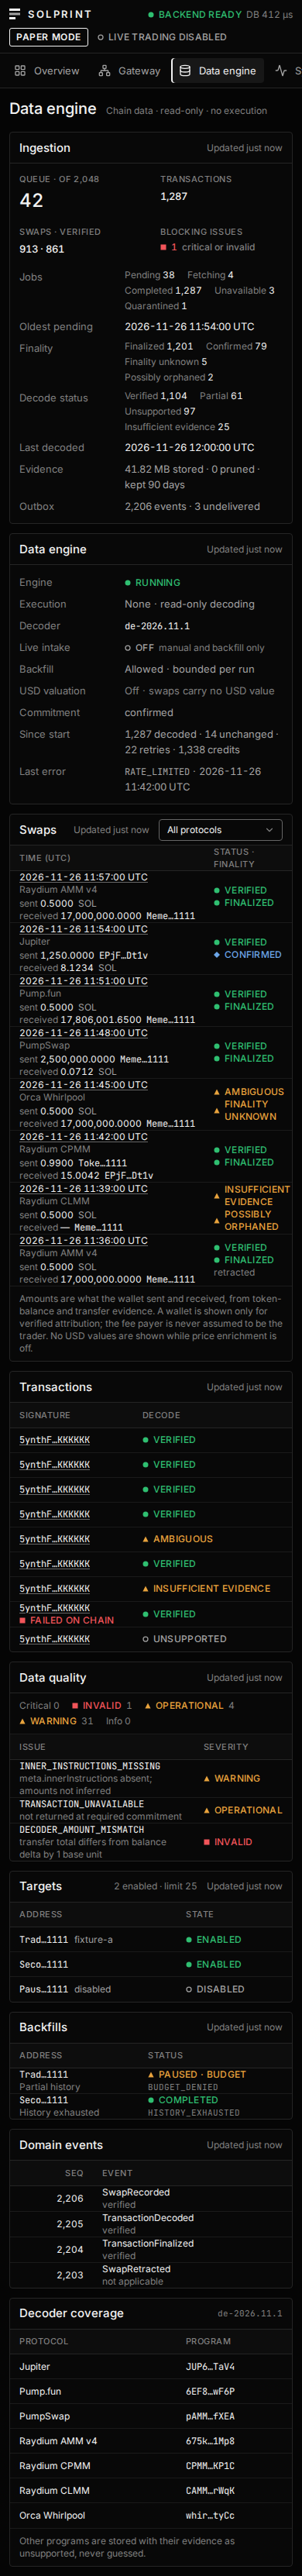 SOLPRINT
BACKEND READY DB 412 µs
PAPER MODE LIVE TRADING DISABLED
Overview Gateway Data engine S
Data engine Chain data · read-only · no execution
Ingestion Updated just now
QUEUE · OF 2,048 TRANSACTIONS
42 1,287
SWAPS · VERIFIED BLOCKING ISSUES
913 · 861 1 critical or invalid
Jobs Pending 38 Fetching 4
Completed 1,287 Unavailable 3
Quarantined 1
Oldest pending 2026-11-26 11:54:00 UTC
Finality Finalized 1,201 Confirmed 79
Finality unknown 5
Possibly orphaned 2
Decode status Verified 1,104 Partial 61
Unsupported 97
Insufficient evidence 25
Last decoded 2026-11-26 12:00:00 UTC
Evidence 41.82 MB stored · 0 pruned ·
kept 90 days
Outbox 2,206 events · 3 undelivered
Data engine Updated just now
Engine RUNNING
Execution None · read-only decoding
Decoder de-2026.11.1
Live intake OFF manual and backfill only
Backfill Allowed · bounded per run
USD valuation Off · swaps carry no USD value
Commitment confirmed
Since start 1,287 decoded · 14 unchanged ·
22 retries · 1,338 credits
Last error RATE_LIMITED · 2026-11-26
11:42:00 UTC
Swaps Updated just now All protocols
TIME (UTC) STATUS ·
FINALITY
2026-11-26 11:57:00 UTC
Raydium AMM v4 VERIFIED
sent 0.5000 SOL FINALIZED
received 17,000,000.0000 Meme…1111
2026-11-26 11:54:00 UTC
Jupiter VERIFIED
sent 1,250.0000 EPjF…Dt1v CONFIRMED
received 8.1234 SOL
2026-11-26 11:51:00 UTC
Pump.fun VERIFIED
sent 0.5000 SOL FINALIZED
received 17,806,001.6500 Meme…1111
2026-11-26 11:48:00 UTC
PumpSwap VERIFIED
sent 2,500,000.0000 Meme…1111 FINALIZED
received 0.0712 SOL
2026-11-26 11:45:00 UTC
Orca Whirlpool AMBIGUOUS
sent 0.5000 SOL FINALITY
received 17,000,000.0000 Meme…1111 UNKNOWN
2026-11-26 11:42:00 UTC
Raydium CPMM VERIFIED
sent 0.9900 Toke…1111 FINALIZED
received 15.0042 EPjF…Dt1v
2026-11-26 11:39:00 UTC INSUFFICIENT
Raydium CLMM EVIDENCE
sent 0.5000 SOL POSSIBLY
received — Meme…1111 ORPHANED
2026-11-26 11:36:00 UTC VERIFIED
Raydium AMM v4 FINALIZED
sent 0.5000 SOL retracted
received 17,000,000.0000 Meme…1111
Amounts are what the wallet sent and received, from token-
balance and transfer evidence. A wallet is shown only for
verified attribution; the fee payer is never assumed to be the
trader. No USD values are shown while price enrichment is
off.
Transactions Updated just now
SIGNATURE DECODE
5ynthF…KKKKKK VERIFIED
5ynthF…KKKKKK VERIFIED
5ynthF…KKKKKK VERIFIED
5ynthF…KKKKKK VERIFIED
5ynthF…KKKKKK AMBIGUOUS
5ynthF…KKKKKK VERIFIED
5ynthF…KKKKKK INSUFFICIENT EVIDENCE
5ynthF…KKKKKK VERIFIED
FAILED ON CHAIN
5ynthF…KKKKKK UNSUPPORTED
Data quality Updated just now
Critical 0 INVALID 1 OPERATIONAL 4
WARNING 31 Info 0
ISSUE SEVERITY
INNER_INSTRUCTIONS_MISSING
meta.innerInstructions absent; WARNING
amounts not inferred
TRANSACTION_UNAVAILABLE OPERATIONAL
not returned at required commitment
DECODER_AMOUNT_MISMATCH
transfer total differs from balance INVALID
delta by 1 base unit
Targets 2 enabled · limit 25 Updated just now
ADDRESS STATE
Trad…1111 fixture-a ENABLED
Seco…1111 ENABLED
Paus…1111 disabled DISABLED
Backfills Updated just now
ADDRESS STATUS
Trad…1111 PAUSED · BUDGET
Partial history BUDGET_DENIED
Seco…1111 COMPLETED
History exhausted HISTORY_EXHAUSTED
Domain events Updated just now
SEQ EVENT
2,206 SwapRecorded
verified
2,205 TransactionDecoded
verified
2,204 TransactionFinalized
verified
2,203 SwapRetracted
not applicable
Decoder coverage de-2026.11.1
PROTOCOL PROGRAM
Jupiter JUP6…TaV4
Pump.fun 6EF8…wF6P
PumpSwap pAMM…fXEA
Raydium AMM v4 675k…1Mp8
Raydium CPMM CPMM…KP1C
Raydium CLMM CAMM…rWqK
Orca Whirlpool whir…tyCc
Other programs are stored with their evidence as
unsupported, never guessed.